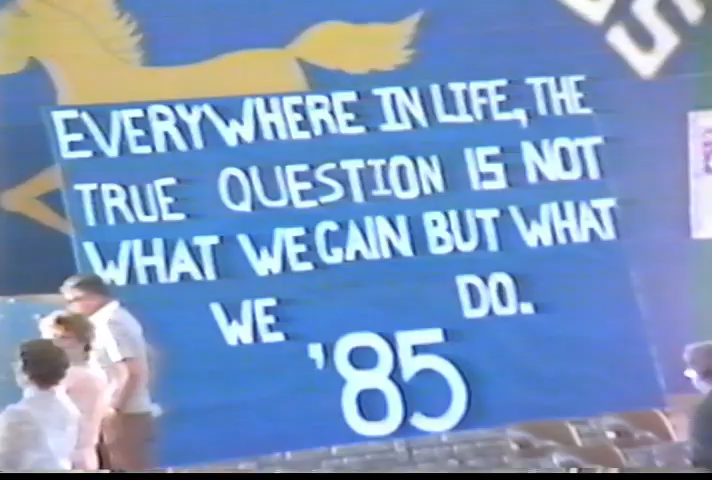 EVERYWHERE IN LIFE, THE
TRUE QUESTION IS NOT
WHAT WE GAIN BUT WHAT
WE DO.
'85